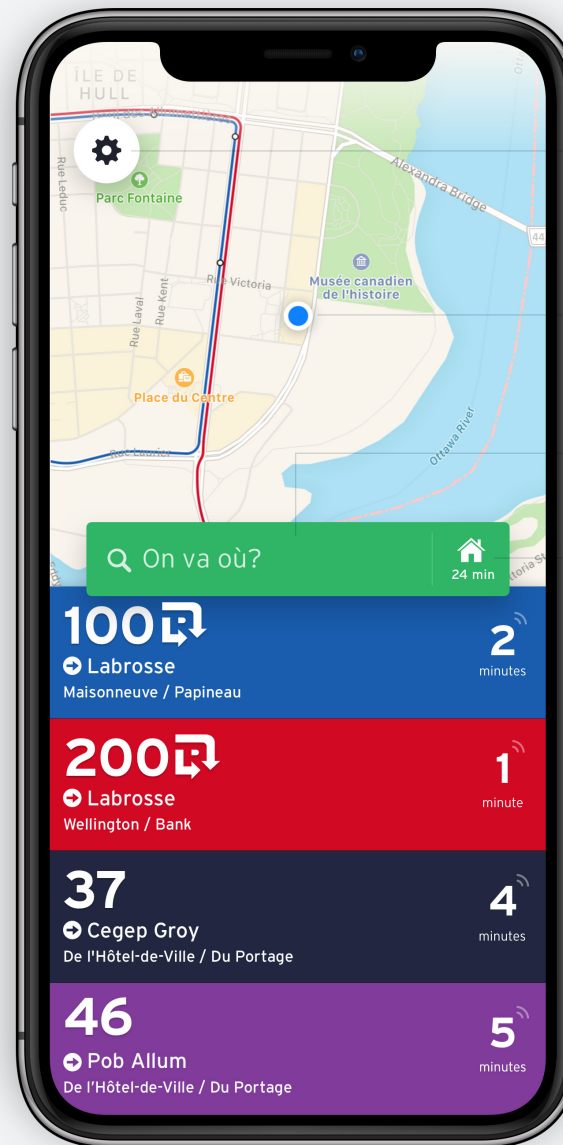 ÎLE DE
HULL
Rue Leduc
Parc Fontaine
Alexandra Bridge
44
Rue Victoria
Musée canadien
de l'histoire
Rue Laval
Rue Kent
Place du Centre
Rue Laurier
Ottawa River
On va où?
24 min
100
Labrosse
Maisonneuve / Papineau
2
minutes
200
Labrosse
Wellington / Bank
1
minute
37
Cegep Groy
De l'Hôtel-de-Ville / Du Portage
4
minutes
46
Pob Allum
De l'Hôtel-de-Ville / Du Portage
5
minutes